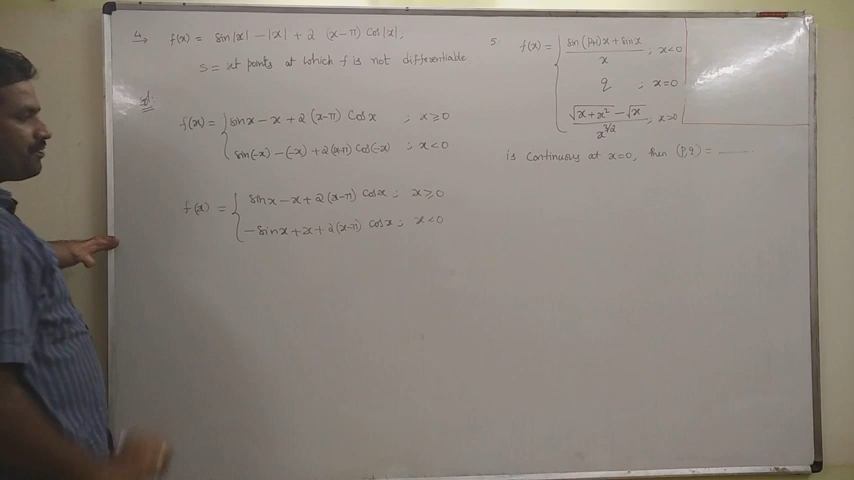 4→ f(x) = sin|x| - |x| + 2 (x-π) Cos|x|,
S = set points at which f is not differentiable
sol:
f(x) = { sin x - x + 2 (x-π) Cos x ; x ≥ 0
sin(-x) - (-x) + 2(x-π) Cos(-x) ; x < 0
f(x) = { sin x - x + 2(x-π) cos x ; x ≥ 0
- sin x + x + 2(x-π) cos x ; x < 0
5. f(x) = { (sin (p+1) x + sin x) / x ; x < 0
q ; x = 0
(√(x + x²) - √x) / x^(3/2) ; x > 0
is Continuous at x=0, then (p,q) = ____